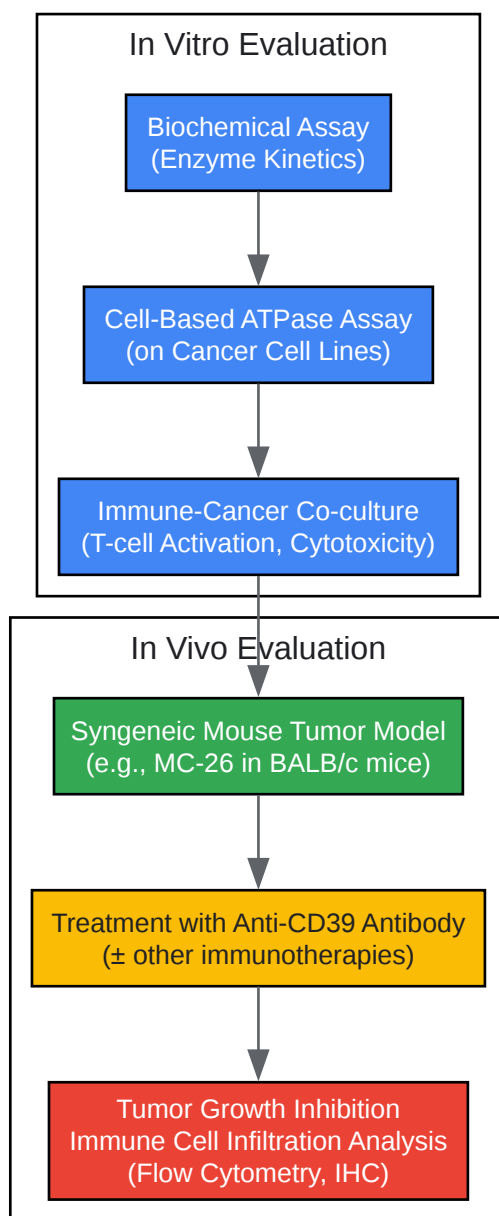 In Vitro Evaluation
Biochemical Assay
(Enzyme Kinetics)
Cell-Based ATPase Assay
(on Cancer Cell Lines)
Immune-Cancer Co-culture
(T-cell Activation, Cytotoxicity)
In Vivo Evaluation
Syngeneic Mouse Tumor Model
(e.g., MC-26 in BALB/c mice)
Treatment with Anti-CD39 Antibody
(± other immunotherapies)
Tumor Growth Inhibition
Immune Cell Infiltration Analysis
(Flow Cytometry, IHC)